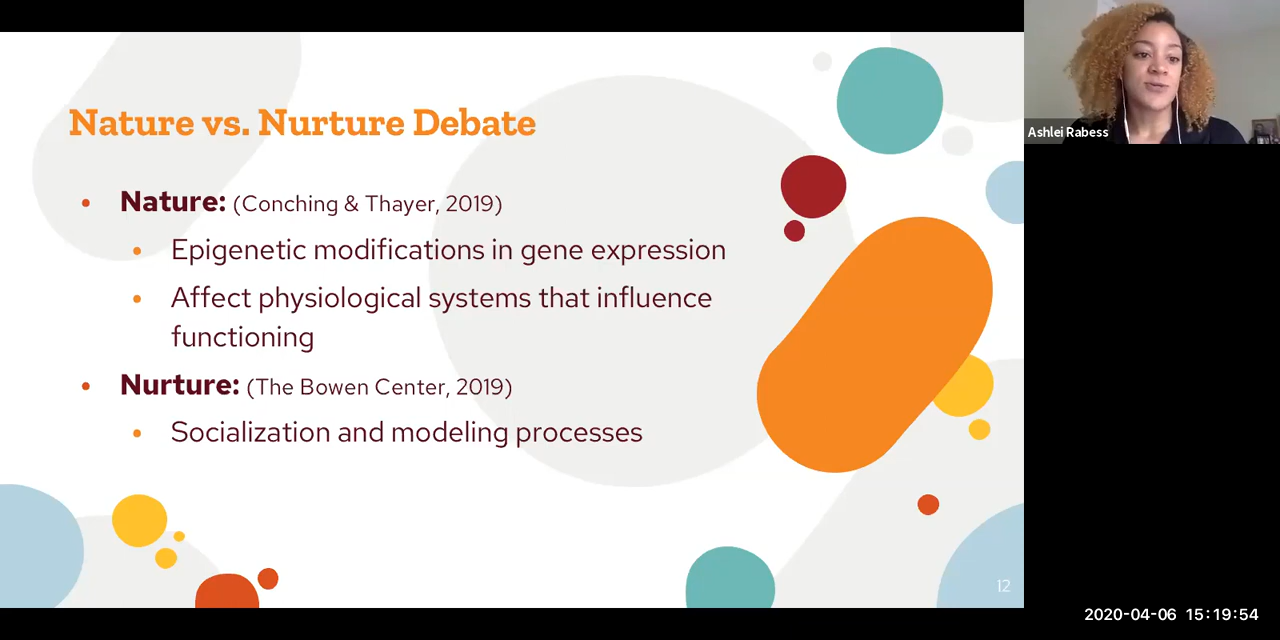 Nature vs. Nurture Debate
• Nature: (Conching & Thayer, 2019)
• Epigenetic modifications in gene expression
• Affect physiological systems that influence
functioning
• Nurture: (The Bowen Center, 2019)
• Socialization and modeling processes
12
Ashlei Rabess
2020-04-06 15:19:54